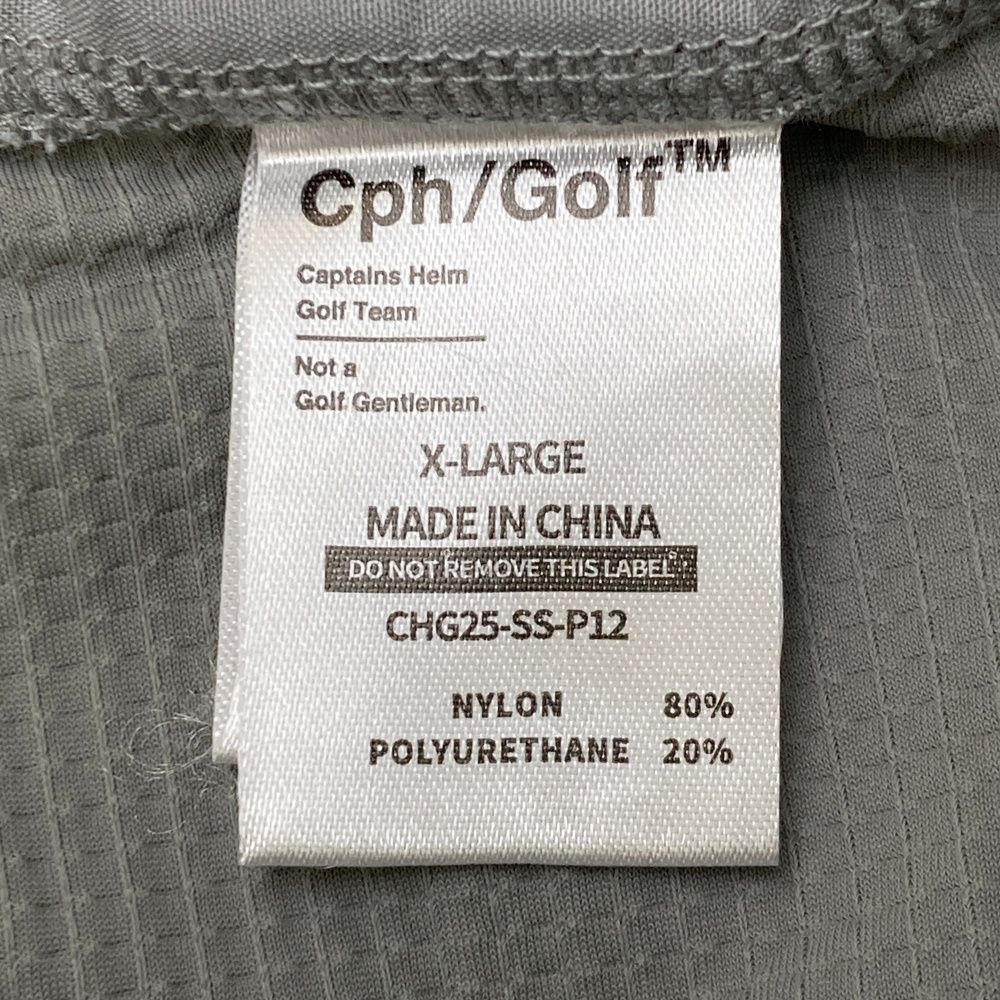 Cph/Golf™
Captains Helm
Golf Team
Not a
Golf Gentleman.
X-LARGE
MADE IN CHINA
DO NOT REMOVE THIS LABEL
CHG25-SS-P12
NYLON 80%
POLYURETHANE 20%